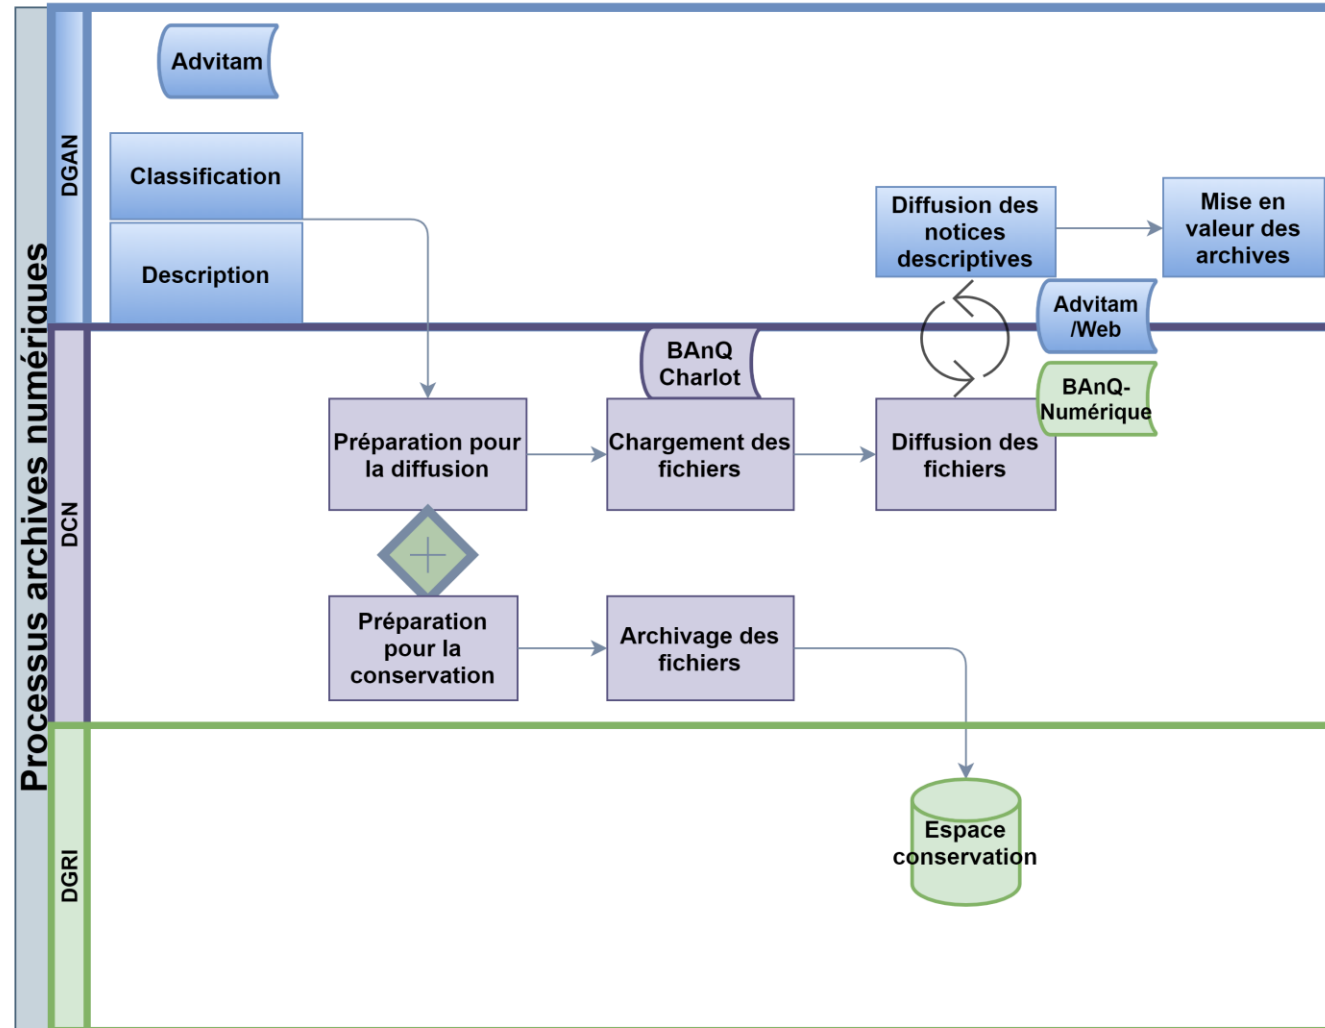 Processus archives numériques
DGAN
Advitam
Classification
Description
Diffusion des
notices
descriptives
Mise en
valeur des
archives
Advitam
/Web
DCN
BAnQ
Charlot
BAnQ-
Numérique
Préparation pour
la diffusion
Chargement des
fichiers
Diffusion des
fichiers
Préparation
pour la
conservation
Archivage des
fichiers
DGRI
Espace
conservation